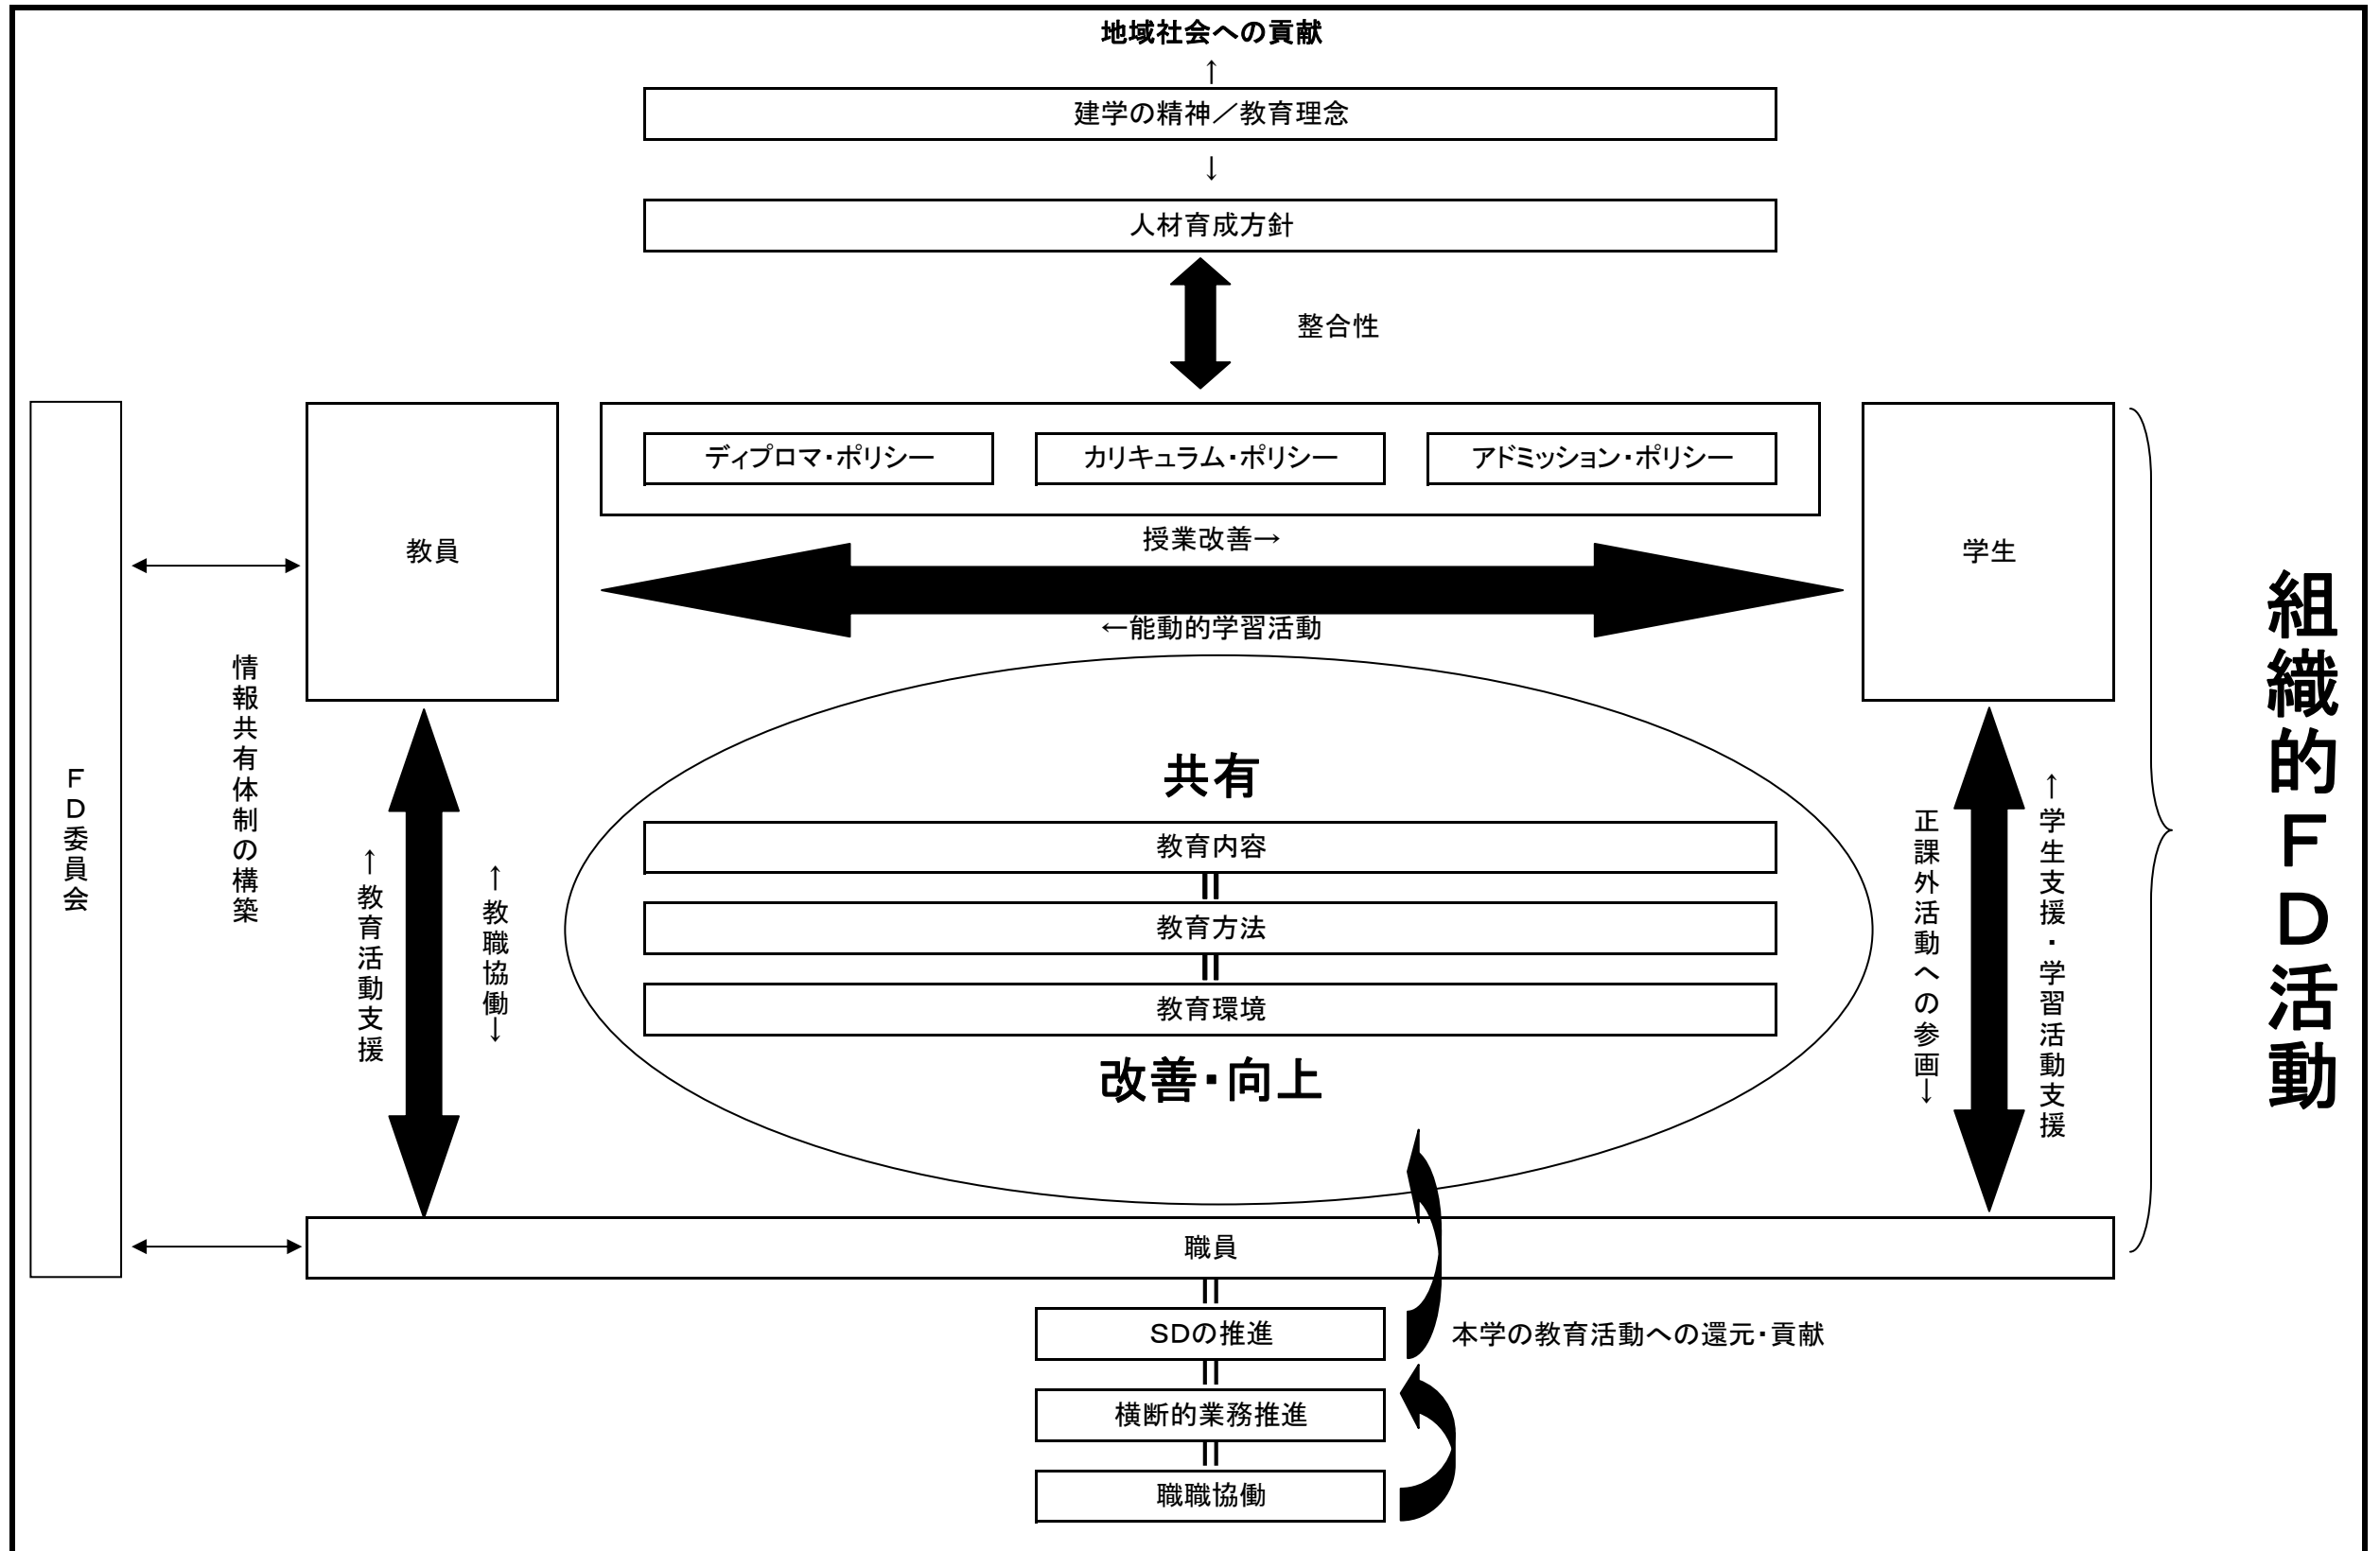 地域社会への貢献
↑
建学の精神／教育理念
↓
人材育成方針
整合性
ディプロマ・ポリシー
カリキュラム・ポリシー
アドミッション・ポリシー
教員
学生
授業改善→
←能動的学習活動
ＦＤ委員会
情報共有体制の構築
↑教育活動支援
↑教職協働↓
共有
教育内容
教育方法
教育環境
改善・向上
正課外活動への参画↓
↑学生支援・学習活動支援
組織的ＦＤ活動
職員
SDの推進
本学の教育活動への還元・貢献
横断的業務推進
職職協働